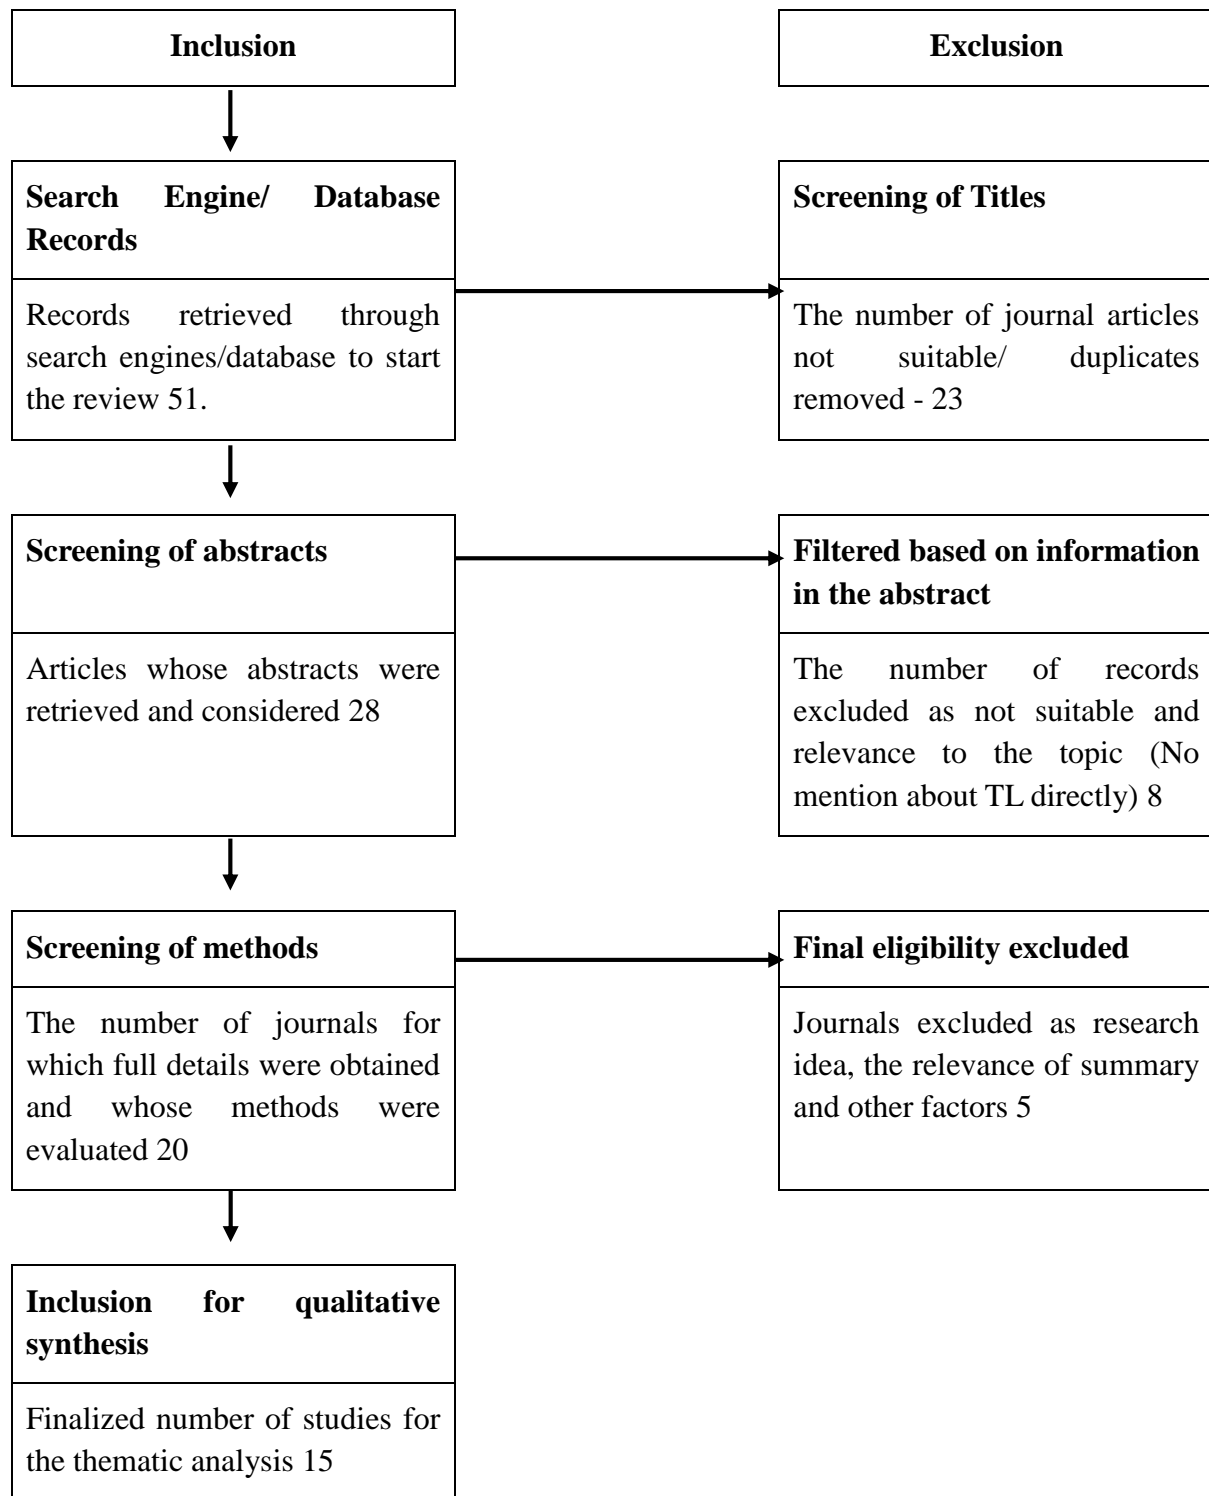 Inclusion
Exclusion
Search Engine/ Database
Records
Screening of Titles
Records retrieved through
search engines/database to start
the review 51.
The number of journal articles
not suitable/ duplicates
removed - 23
Screening of abstracts
Filtered based on information
in the abstract
Articles whose abstracts were
retrieved and considered 28
The number of records
excluded as not suitable and
relevance to the topic (No
mention about TL directly) 8
Screening of methods
Final eligibility excluded
The number of journals for
which full details were obtained
and whose methods were
evaluated 20
Journals excluded as research
idea, the relevance of summary
and other factors 5
Inclusion for qualitative
synthesis
Finalized number of studies for
the thematic analysis 15